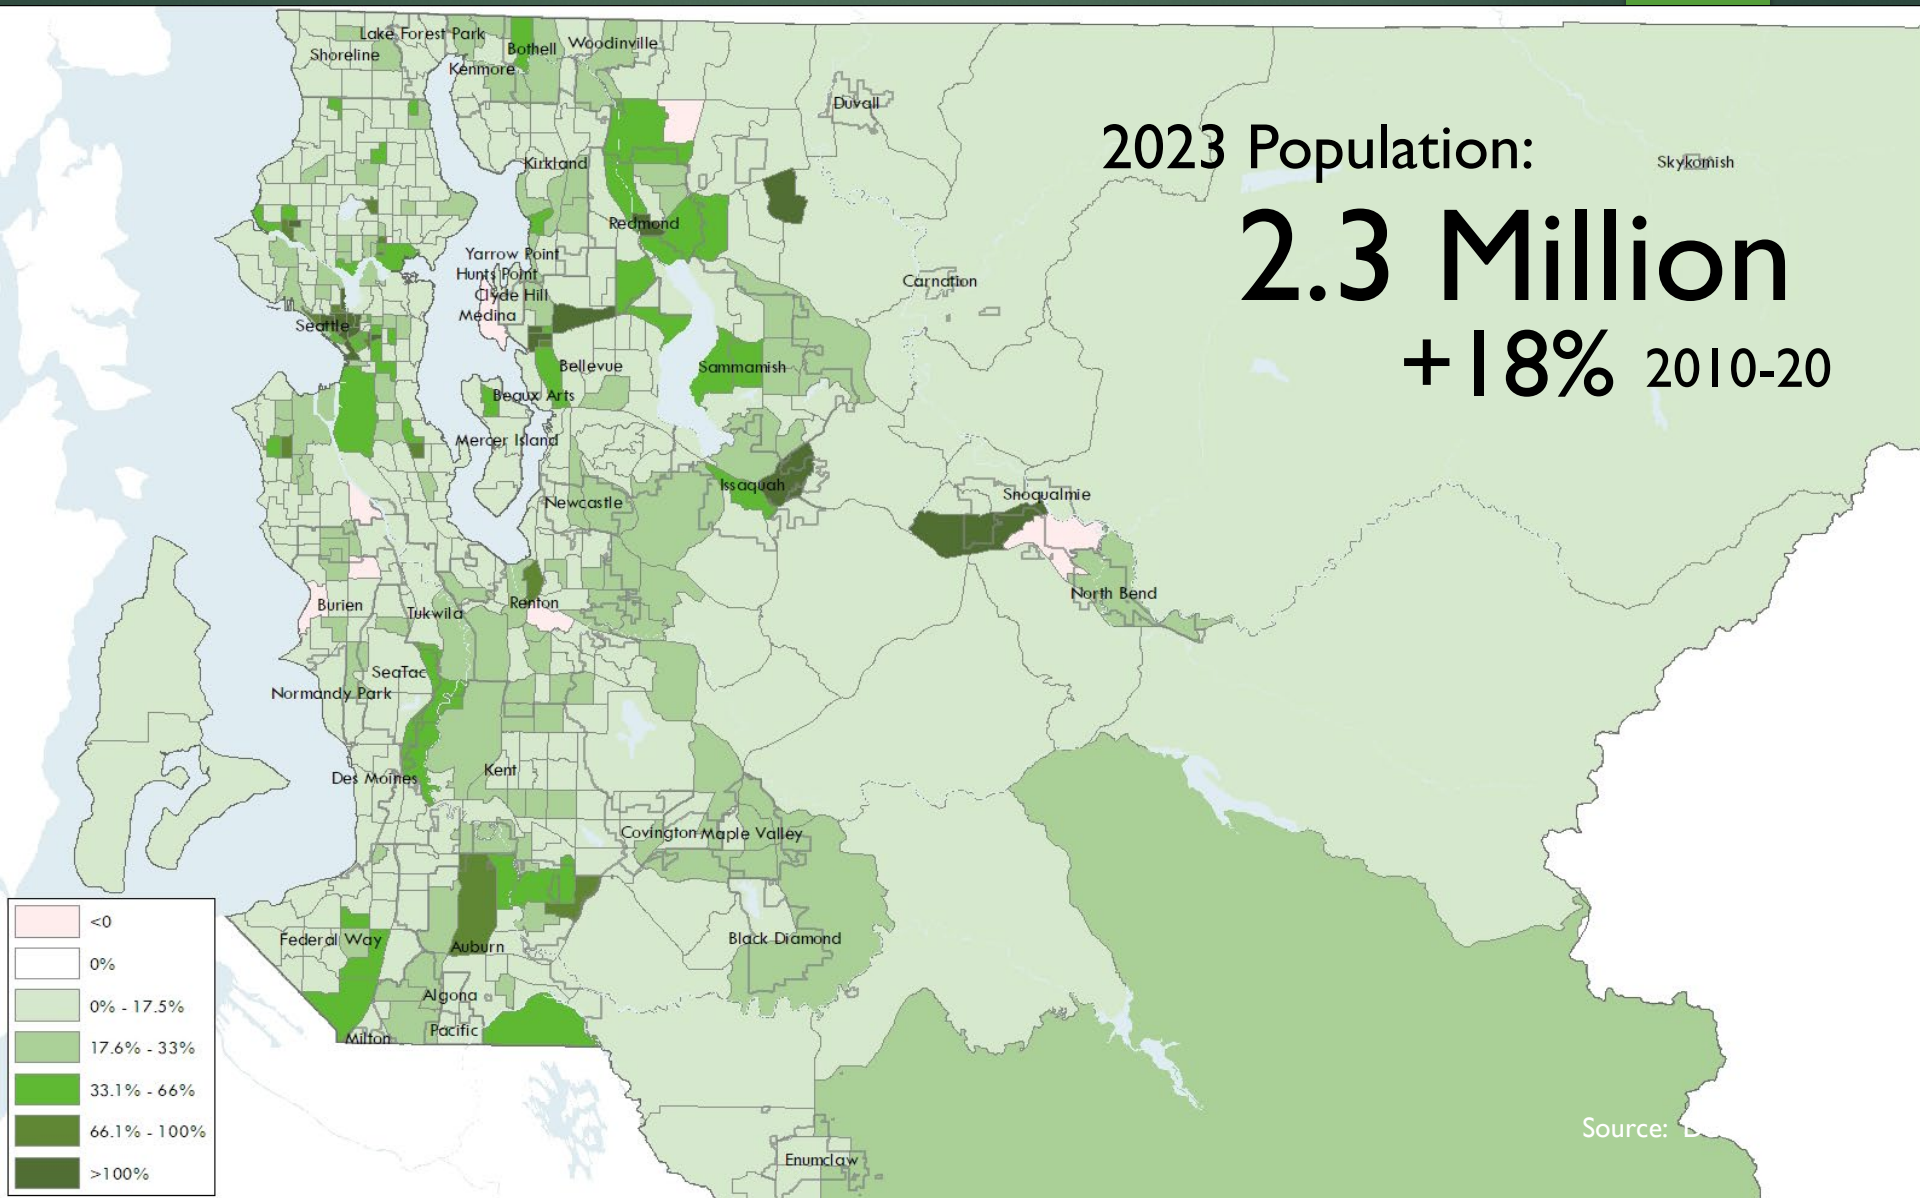 Lake Forest Park
Shoreline
Bothell
Woodinville
Kenmore
Duvall
2023 Population:
Skykomish
Kirkland
Redmond
2.3 Million
Yarrow Point
Hunts Point
Clyde Hill
Medina
Carnation
Seattle
+18% 2010-20
Bellevue
Sammamish
Beaux Arts
Mercer Island
Issaquah
Snoqualmie
Newcastle
North Bend
Burien
Tukwila
Renton
SeaTac
Normandy Park
Des Moines
Kent
Covington
Maple Valley
Federal Way
Auburn
Black Diamond
Algona
Pacific
Milton
Enumclaw
<0
0%
0% - 17.5%
17.6% - 33%
33.1% - 66%
66.1% - 100%
>100%
Source: